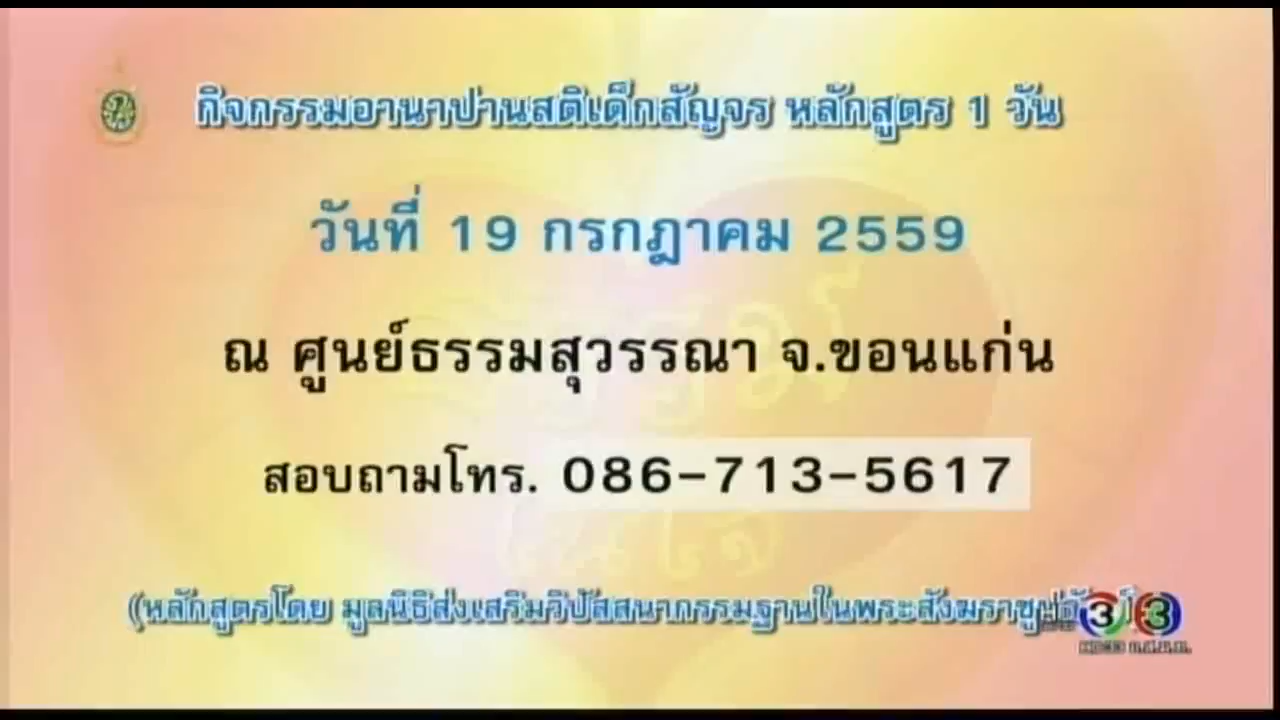 กิจกรรมอานาปานสติเด็กสัญจร หลักสูตร 1 วัน
วันที่ 19 กรกฎาคม 2559
ณ ศูนย์ธรรมสุวรรณา จ.ขอนแก่น
สอบถามโทร. 086-713-5617
(หลักสูตรโดย มูลนิธิส่งเสริมวิปัสสนากรรมฐานในพระสังฆราชูปถัมภ์
3 3